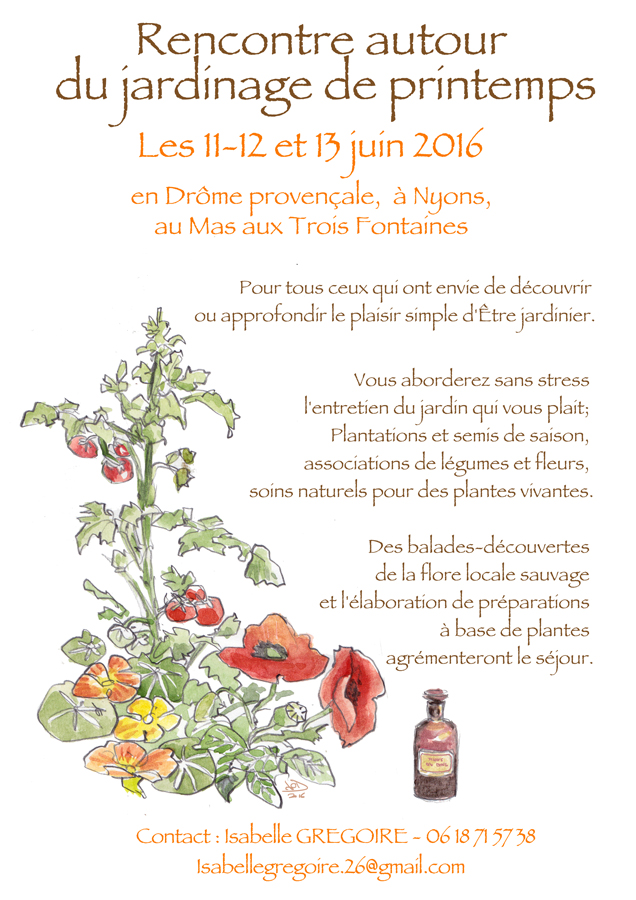 Rencontre autour
du jardinage de printemps
Les 11-12 et 13 juin 2016
en Drôme provençale, à Nyons,
au Mas aux Trois Fontaines
Pour tous ceux qui ont envie de découvrir
ou approfondir le plaisir simple d'Être jardinier.
Vous aborderez sans stress
l'entretien du jardin qui vous plait;
Plantations et semis de saison,
associations de légumes et fleurs,
soins naturels pour des plantes vivantes.
Des balades-découvertes
de la flore locale sauvage
et l'élaboration de préparations
à base de plantes
agrémenteront le séjour.
2016
Contact : Isabelle GREGOIRE - 06 18 71 57 38
Isabellegregoire.26@gmail.com